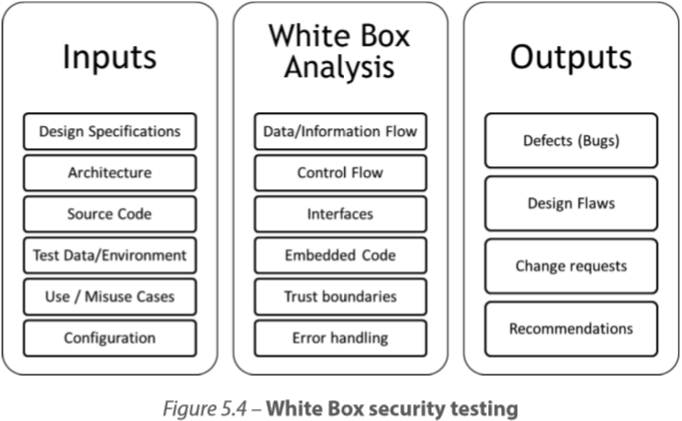 Inputs
Design Specifications
Architecture
Source Code
Test Data/Environment
Use / Misuse Cases
Configuration
White Box
Analysis
Data/Information Flow
Control Flow
Interfaces
Embedded Code
Trust boundaries
Error handling
Outputs
Defects (Bugs)
Design Flaws
Change requests
Recommendations
Figure 5.4 – White Box security testing